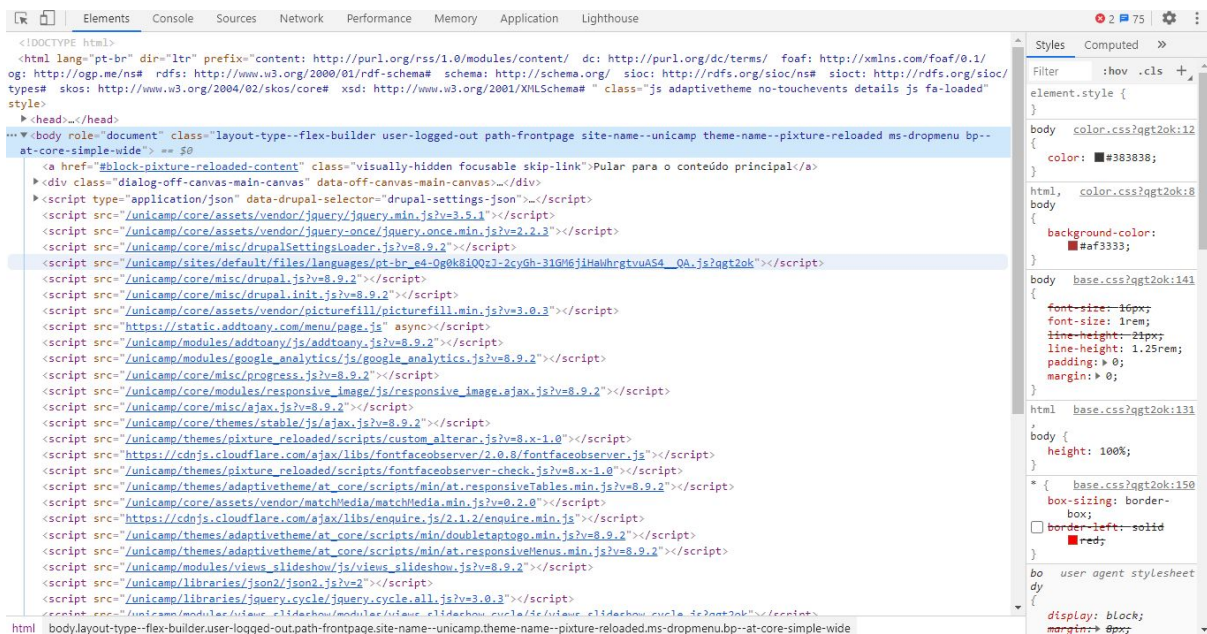 Elements Console Sources Network Performance Memory Application Lighthouse 2 75
<!DOCTYPE html>
<html lang="pt-br" dir="ltr" prefix="content: http://purl.org/rss/1.0/modules/content/ dc: http://purl.org/dc/terms/ foaf: http://xmlns.com/foaf/0.1/
og: http://ogp.me/ns# rdfs: http://www.w3.org/2000/01/rdf-schema# schema: http://schema.org/ sioc: http://rdfs.org/sioc/ns# sioct: http://rdfs.org/sioc/
types# skos: http://www.w3.org/2004/02/skos/core# xsd: http://www.w3.org/2001/XMLSchema# " class="js adaptivetheme no-touchevents details js fa-loaded"
style>
<head>…</head>
<body role="document" class="layout-type--flex-builder user-logged-out path-frontpage site-name--unicamp theme-name--pixture-reloaded ms-dropmenu bp--
at-core-simple-wide"> == $0
<a href="#block-pixture-reloaded-content" class="visually-hidden focusable skip-link">Pular para o conteúdo principal</a>
<div class="dialog-off-canvas-main-canvas" data-off-canvas-main-canvas>…</div>
<script type="application/json" data-drupal-selector="drupal-settings-json">…</script>
<script src="/unicamp/core/assets/vendor/jquery/jquery.min.js?v=3.5.1"></script>
<script src="/unicamp/core/assets/vendor/jquery-once/jquery.once.min.js?v=2.2.3"></script>
<script src="/unicamp/core/misc/drupalSettingsLoader.js?v=8.9.2"></script>
<script src="/unicamp/sites/default/files/languages/pt-br_e4-Og0k8iQQzJ-2cyGh-31GM6jiHaWhrgtvuAS4__QA.js?qgt2ok"></script>
<script src="/unicamp/core/misc/drupal.js?v=8.9.2"></script>
<script src="/unicamp/core/misc/drupal.init.js?v=8.9.2"></script>
<script src="/unicamp/core/assets/vendor/picturefill/picturefill.min.js?v=3.0.3"></script>
<script src="https://static.addtoany.com/menu/page.js" async></script>
<script src="/unicamp/modules/addtoany/js/addtoany.js?v=8.9.2"></script>
<script src="/unicamp/modules/google_analytics/js/google_analytics.js?v=8.9.2"></script>
<script src="/unicamp/core/misc/progress.js?v=8.9.2"></script>
<script src="/unicamp/core/modules/responsive_image/js/responsive_image.ajax.js?v=8.9.2"></script>
<script src="/unicamp/core/misc/ajax.js?v=8.9.2"></script>
<script src="/unicamp/core/themes/stable/js/ajax.js?v=8.9.2"></script>
<script src="/unicamp/themes/pixture_reloaded/scripts/custom_alterar.js?v=8.x-1.0"></script>
<script src="https://cdnjs.cloudflare.com/ajax/libs/fontfaceobserver/2.0.8/fontfaceobserver.js"></script>
<script src="/unicamp/themes/pixture_reloaded/scripts/fontfaceobserver-check.js?v=8.x-1.0"></script>
<script src="/unicamp/themes/adaptivetheme/at_core/scripts/min/at.responsiveTables.min.js?v=8.9.2"></script>
<script src="/unicamp/core/assets/vendor/matchMedia/matchMedia.min.js?v=0.2.0"></script>
<script src="https://cdnjs.cloudflare.com/ajax/libs/enquire.js/2.1.2/enquire.min.js"></script>
<script src="/unicamp/themes/adaptivetheme/at_core/scripts/min/doubletaptogo.min.js?v=8.9.2"></script>
<script src="/unicamp/themes/adaptivetheme/at_core/scripts/min/at.responsiveMenus.min.js?v=8.9.2"></script>
<script src="/unicamp/modules/views_slideshow/js/views_slideshow.js?v=8.9.2"></script>
<script src="/unicamp/libraries/json2/json2.js?v=2"></script>
<script src="/unicamp/libraries/jquery.cycle/jquery.cycle.all.js?v=3.0.3"></script>
<script src="/unicamp/modules/views_slideshow/modules/views_slideshow_cycle/js/views_slideshow_cycle.js?qgt2ok"></script>
html body.layout-type--flex-builder.user-logged-out.path-frontpage.site-name--unicamp.theme-name--pixture-reloaded.ms-dropmenu.bp--at-core-simple-wide
Styles Computed »
Filter :hov .cls +
element.style {
}
body color.css?qgt2ok:12
{
color: #383838;
}
html, color.css?qgt2ok:8
body
{
background-color:
#af3333;
}
body base.css?qgt2ok:141
{
font-size: 16px;
font-size: 1rem;
line-height: 21px;
line-height: 1.25rem;
padding: 0;
margin: 0;
}
html base.css?qgt2ok:131
,
body {
height: 100%;
}
* { base.css?qgt2ok:150
box-sizing: border-
box;
border-left: solid
red;
}
bo user agent stylesheet
dy
{
display: block;
margin: 8px;